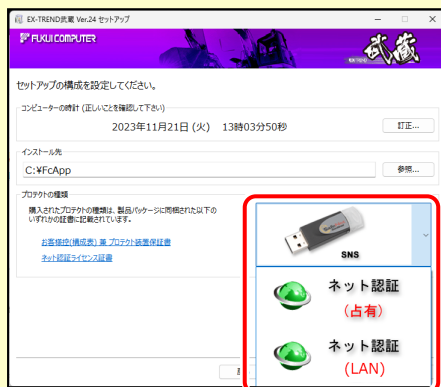 EX-TREND武蔵 Ver.24 セットアップ
FUKUI COMPUTER
EX-TREND 武蔵
セットアップの構成を設定してください。
コンピューターの時計 (正しいことを確認して下さい)
2023年11月21日 (火) 13時03分50秒
訂正...
インストール先
C:¥FcApp
参照...
プロテクトの種類
購入されたプロテクトの種類は、製品パッケージに同梱された以下の
いずれかの証書に記載されています。
お客様控(構成表) 兼 プロテクト装置保証書
ネット認証ライセンス証書
SNS
ネット認証
(占有)
ネット認証
(LAN)